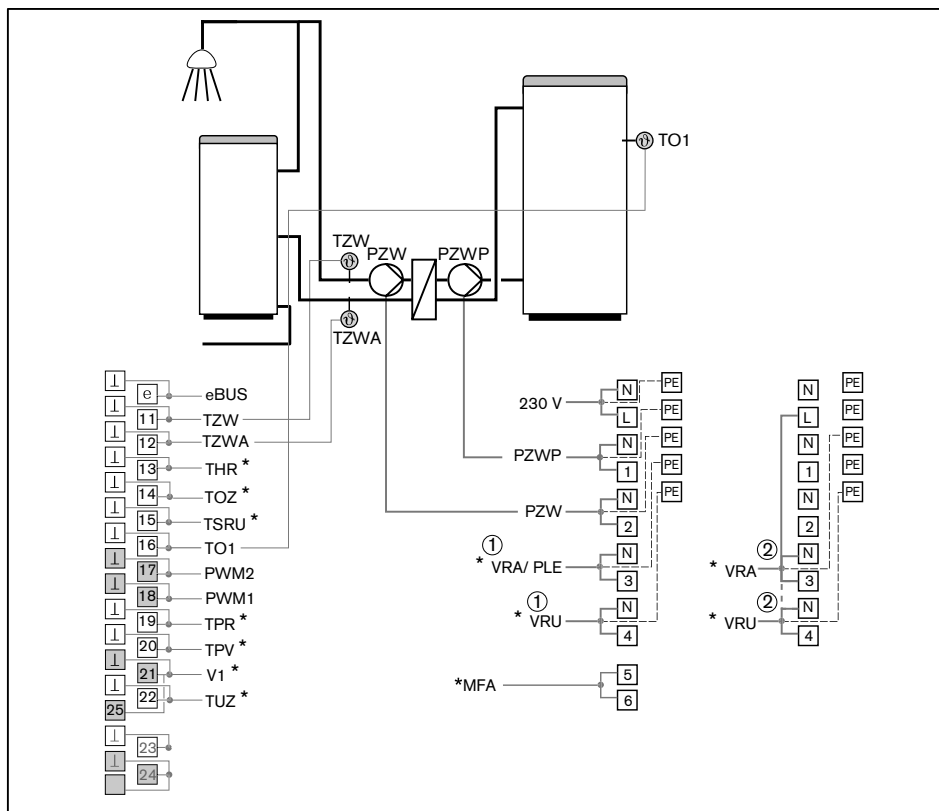 TO1
TZW
PZW
PZWP
TZWA
⊥
e
eBUS
⊥
11
TZW
⊥
12
TZWA
⊥
13
THR *
⊥
14
TOZ *
⊥
15
TSRU *
⊥
16
TO1
⊥
17
PWM2
⊥
18
PWM1
⊥
19
TPR *
⊥
20
TPV *
⊥
21
V1 *
⊥
22
TUZ *
25
⊥
23
⊥
24
230 V
N
PE
L
PE
PZWP
N
PE
1
PE
PZW
N
PE
2
①
* VRA/ PLE
N
3
①
* VRU
N
4
*MFA
5
6
N
PE
L
PE
N
PE
1
PE
N
PE
2
②
* VRA
N
3
②
* VRU
N
4